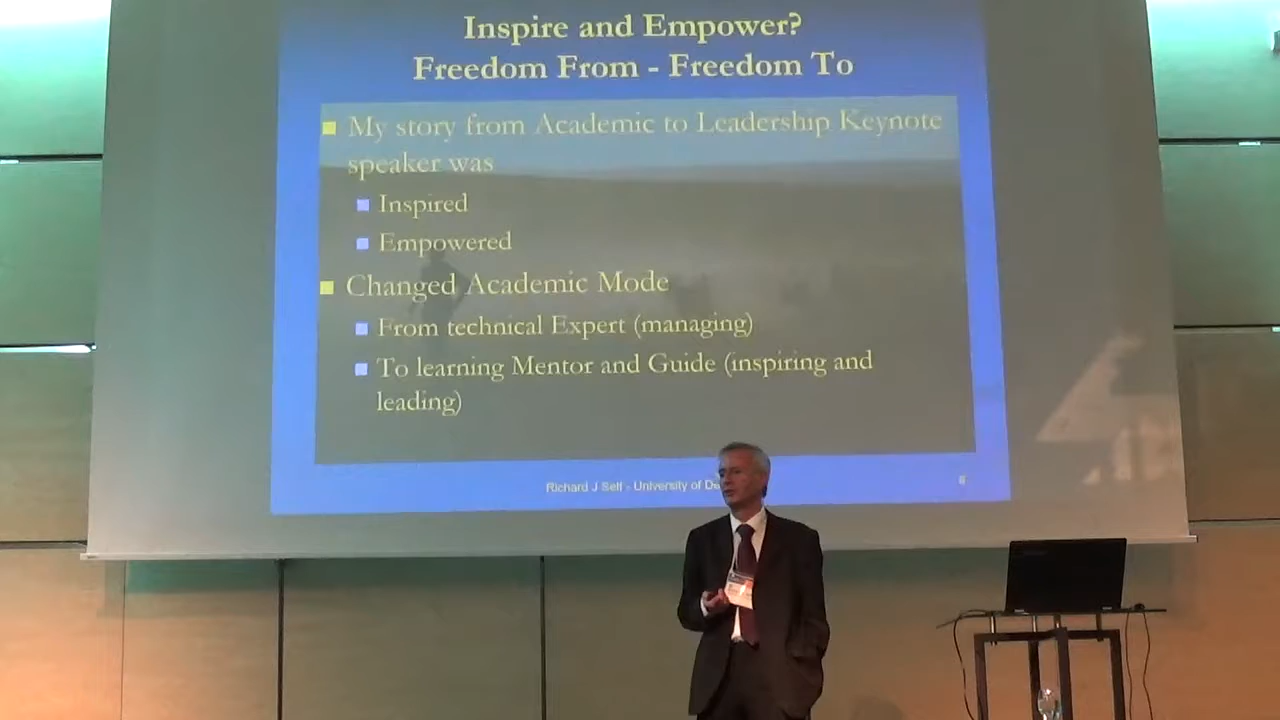 Inspire and Empower?
Freedom From - Freedom To
My story from Academic to Leadership Keynote
speaker was
Inspired
Empowered
Changed Academic Mode
From technical Expert (managing)
To learning Mentor and Guide (inspiring and
leading)
Richard J Self - University of De